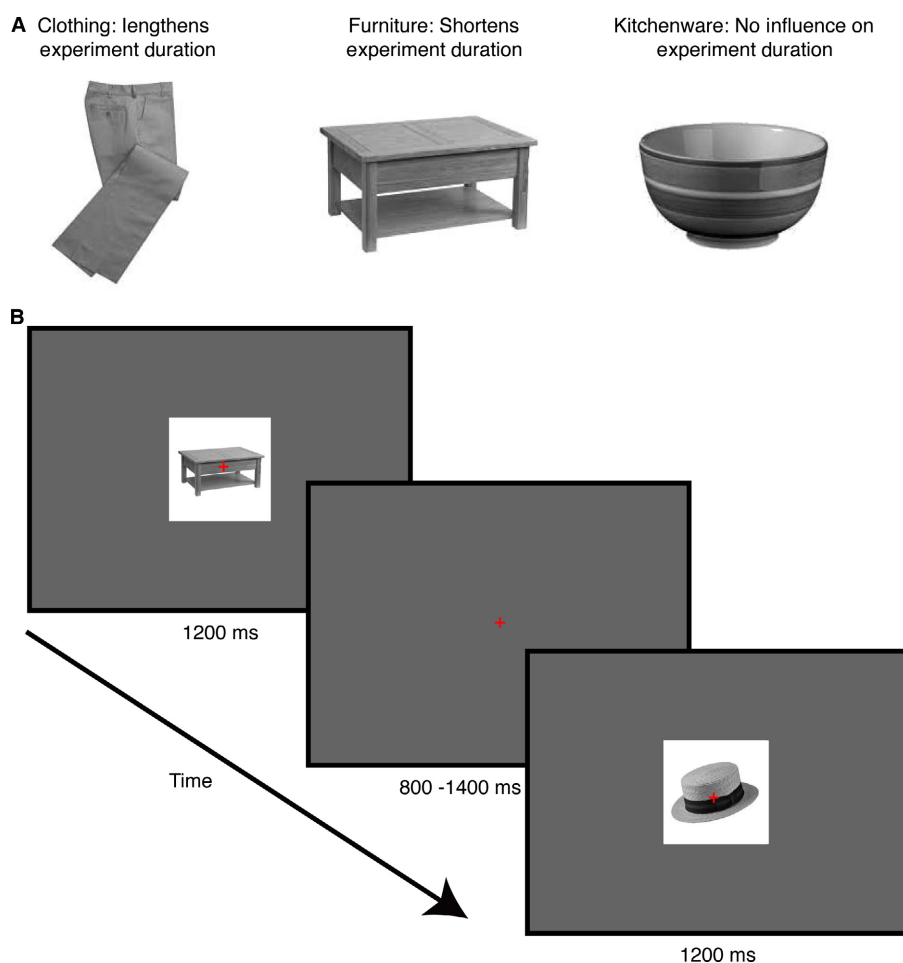 A
Clothing: lengthens
experiment duration
Furniture: Shortens
experiment duration
Kitchenware: No influence on
experiment duration
B
1200 ms
800 -1400 ms
Time
1200 ms